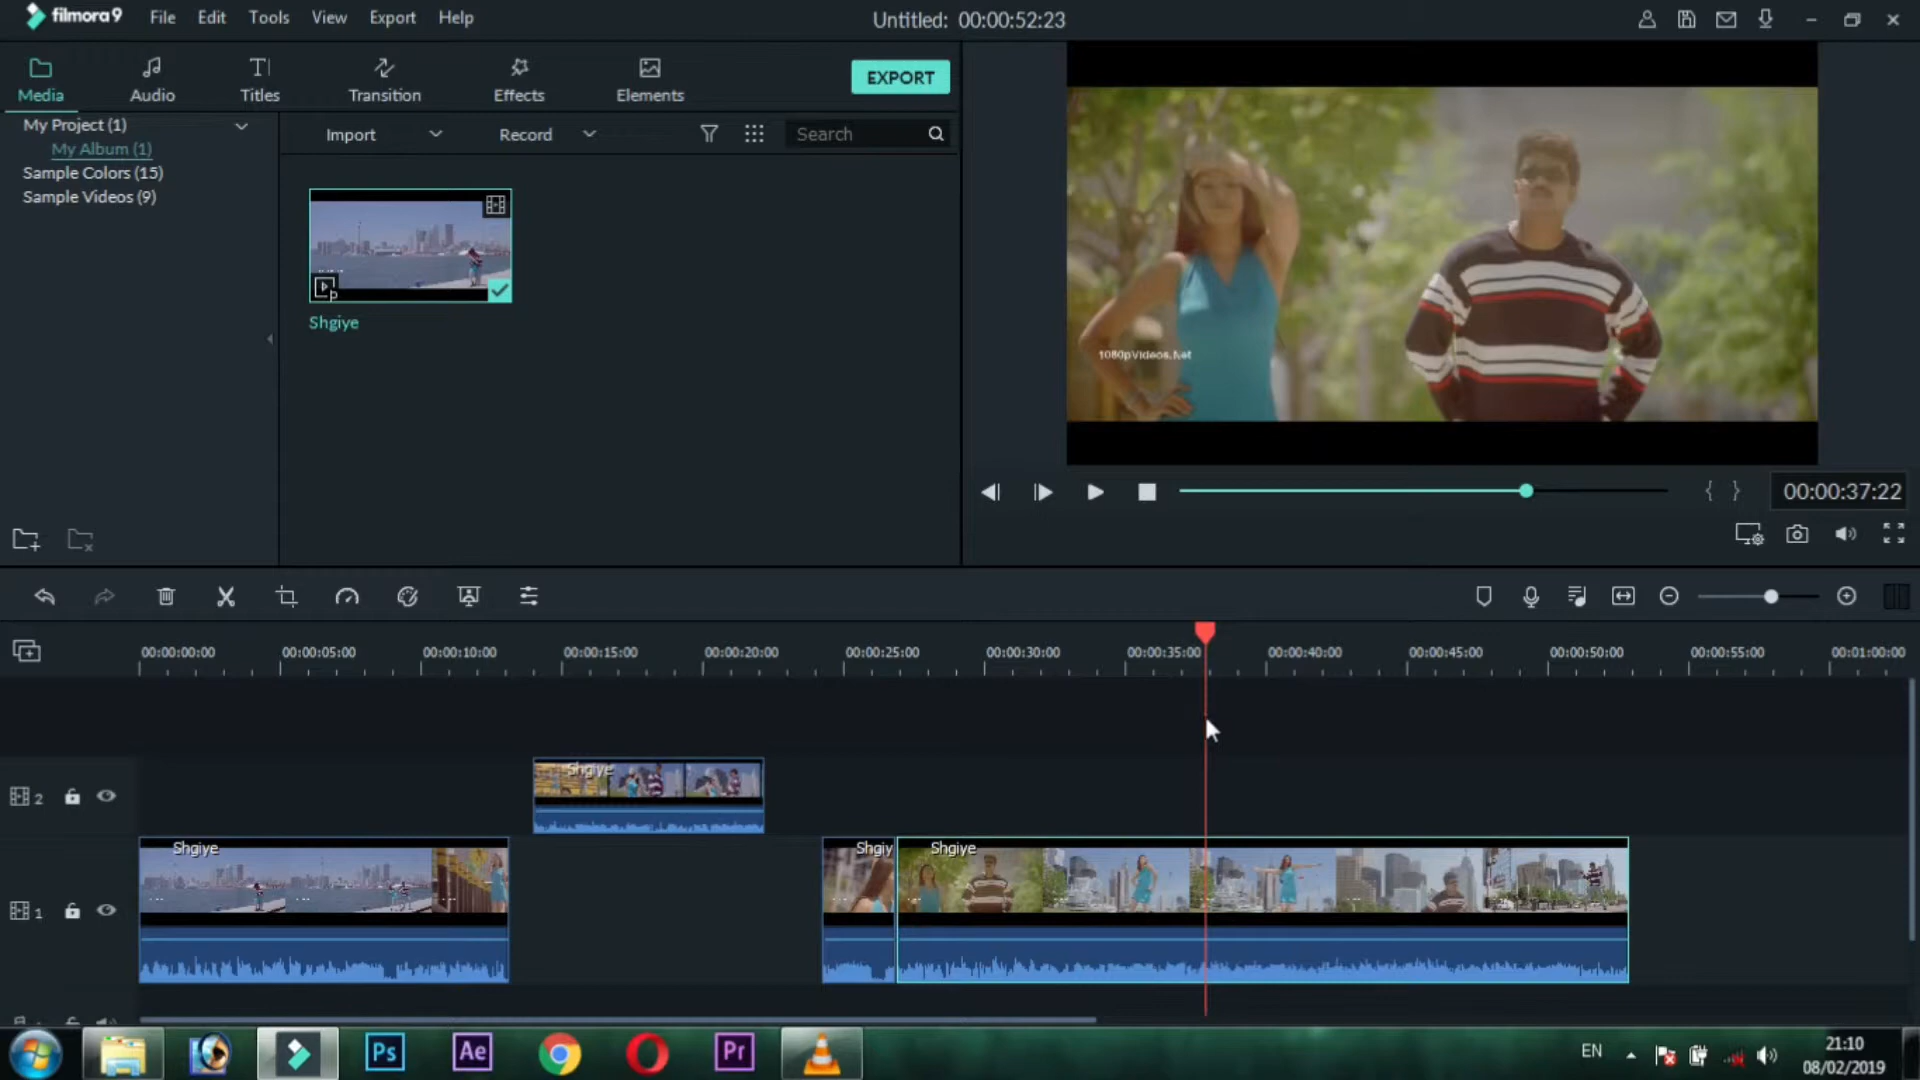 filmora9 File Edit Tools View Export Help
Untitled: 00:00:52:23
Media Audio Titles Transition Effects Elements
EXPORT
My Project (1)
My Album (1)
Sample Colors (15)
Sample Videos (9)
Import Record Search
Shgiye
1080pVideos.Net
{ } 00:00:37:22
00:00:00:00 00:00:05:00 00:00:10:00 00:00:15:00 00:00:20:00 00:00:25:00 00:00:30:00 00:00:35:00 00:00:40:00 00:00:45:00 00:00:50:00 00:00:55:00 00:01:00:00
2 Shgiye
Shgiye Shgiy Shgiye
1
Ps Ae Pr
EN
21:10
08/02/2019